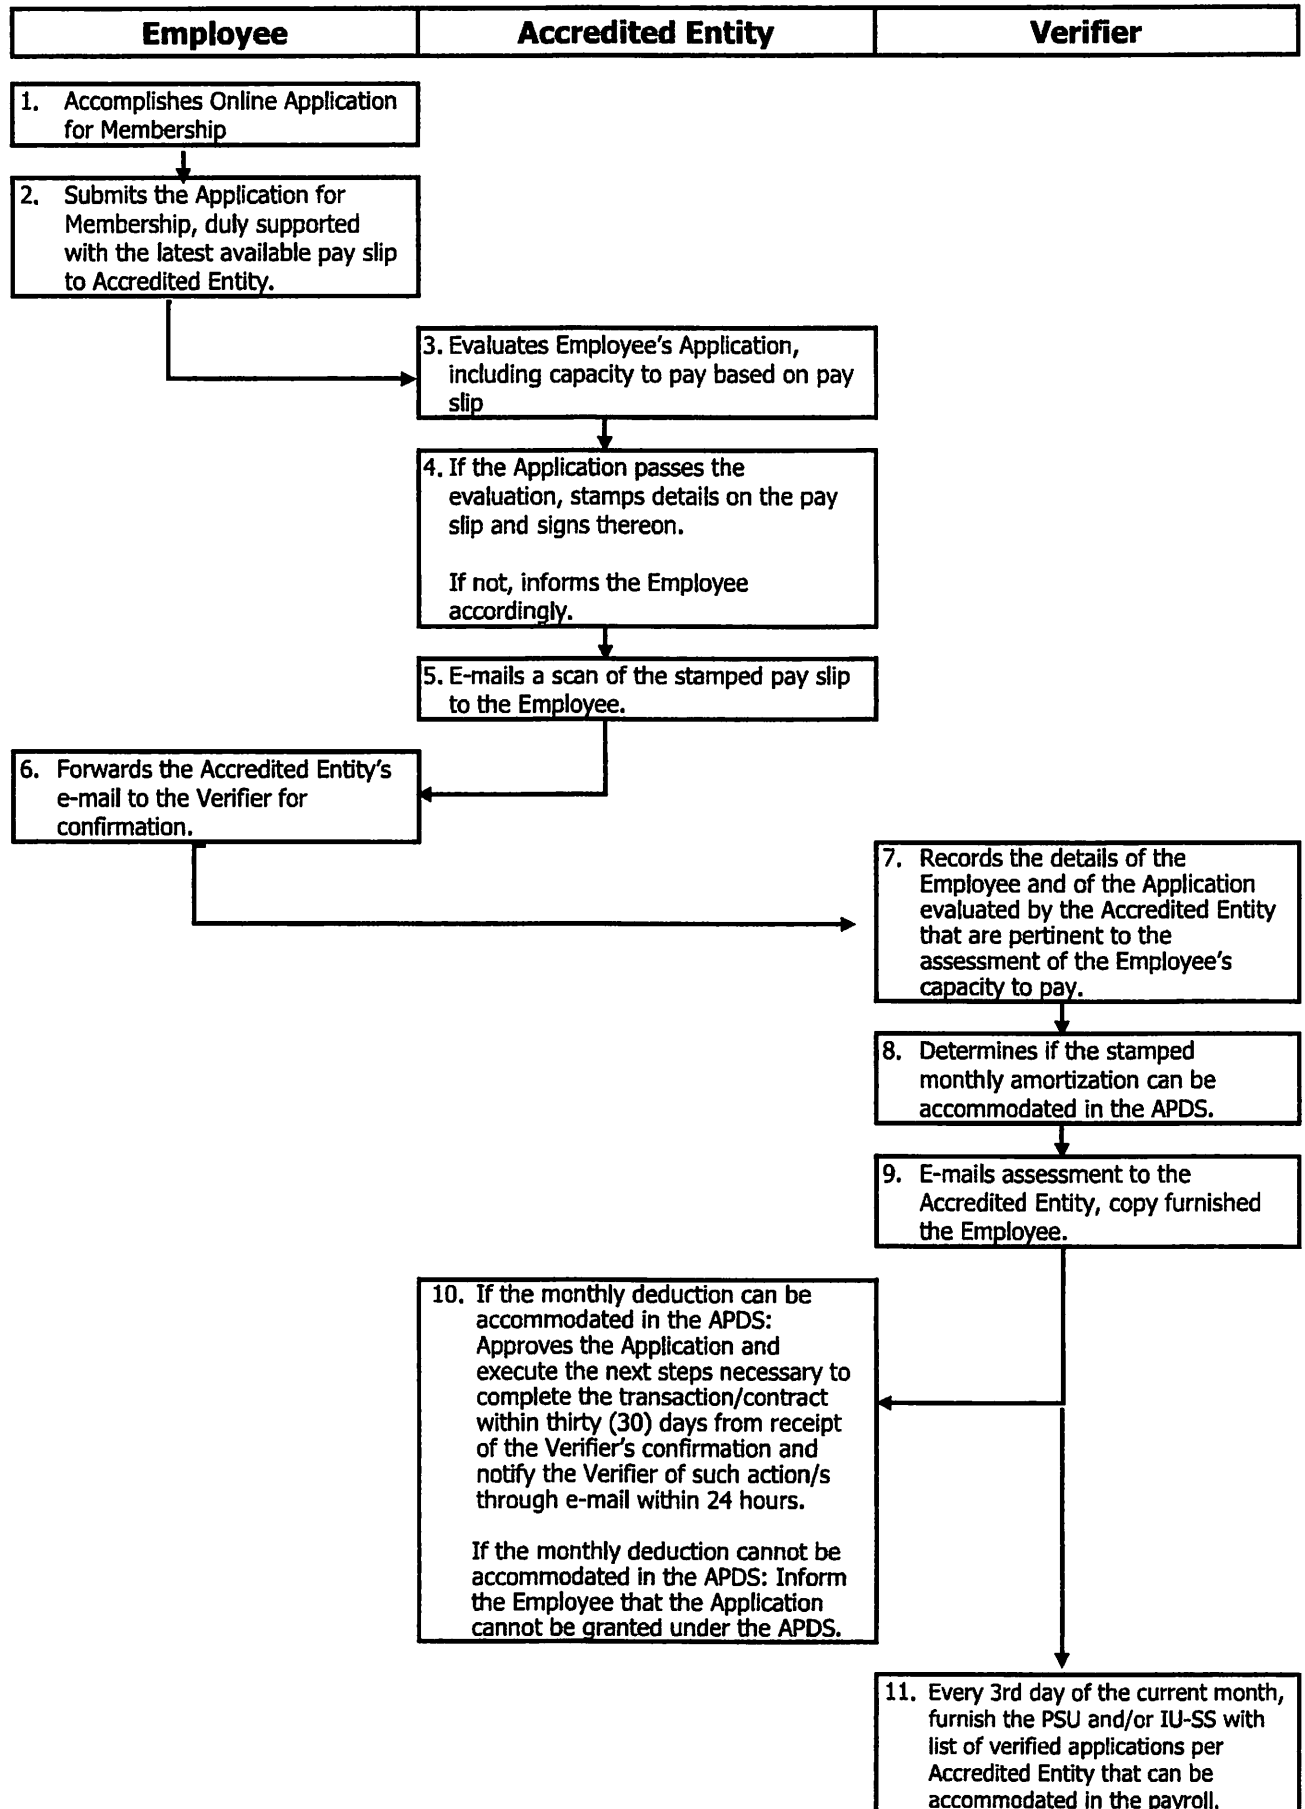 Employee
Accredited Entity
Verifier
1. Accomplishes Online Application
for Membership
2. Submits the Application for
Membership, duly supported
with the latest available pay slip
to Accredited Entity.
3. Evaluates Employee's Application,
including capacity to pay based on pay
slip
4. If the Application passes the
evaluation, stamps details on the pay
slip and signs thereon.
If not, informs the Employee
accordingly.
5. E-mails a scan of the stamped pay slip
to the Employee.
6. Forwards the Accredited Entity's
e-mail to the Verifier for
confirmation.
7. Records the details of the
Employee and of the Application
evaluated by the Accredited Entity
that are pertinent to the
assessment of the Employee's
capacity to pay.
8. Determines if the stamped
monthly amortization can be
accommodated in the APDS.
9. E-mails assessment to the
Accredited Entity, copy furnished
the Employee.
10. If the monthly deduction can be
accommodated in the APDS:
Approves the Application and
execute the next steps necessary to
complete the transaction/contract
within thirty (30) days from receipt
of the Verifier's confirmation and
notify the Verifier of such action/s
through e-mail within 24 hours.
If the monthly deduction cannot be
accommodated in the APDS: Inform
the Employee that the Application
cannot be granted under the APDS.
11. Every 3rd day of the current month,
furnish the PSU and/or IU-SS with
list of verified applications per
Accredited Entity that can be
accommodated in the payroll.